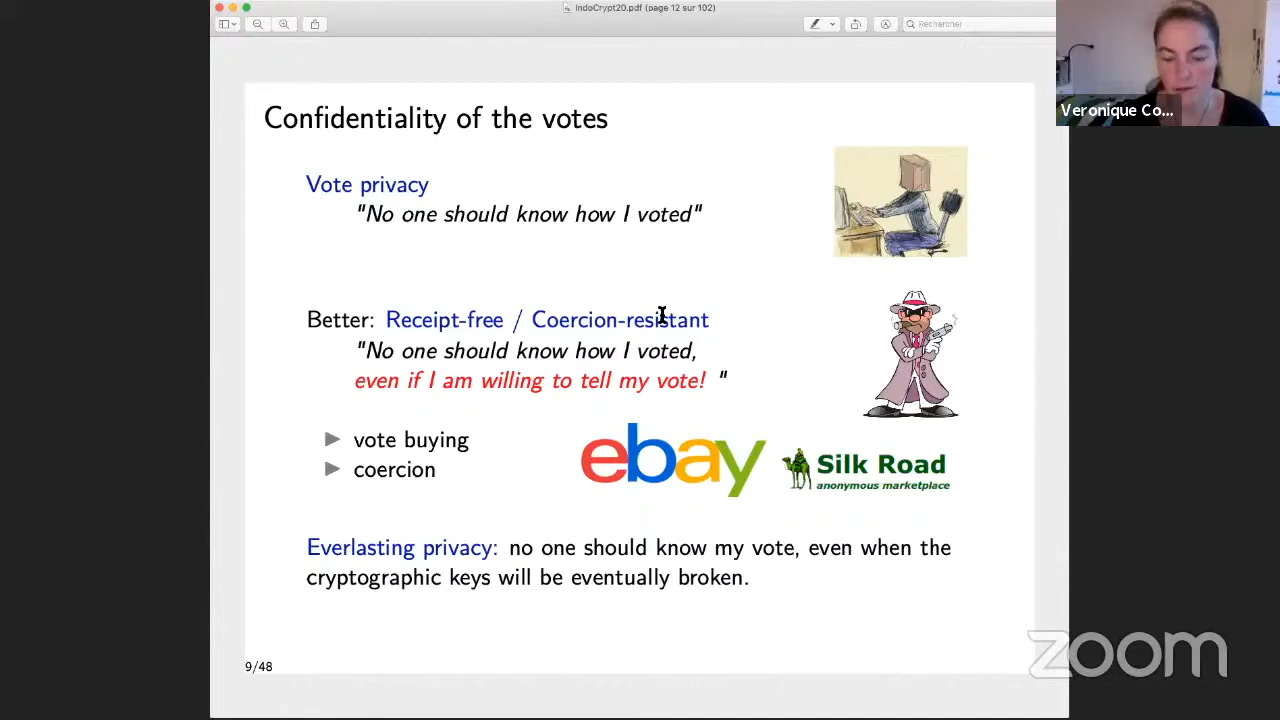 IndoCrypt20.pdf (page 12 sur 102)
Rechercher
Veronique Co...
Confidentiality of the votes
Vote privacy
"No one should know how I voted"
Better: Receipt-free / Coercion-resistant
"No one should know how I voted,
even if I am willing to tell my vote! "
vote buying
coercion
ebay
Silk Road
anonymous marketplace
Everlasting privacy: no one should know my vote, even when the
cryptographic keys will be eventually broken.
9/48
zoom